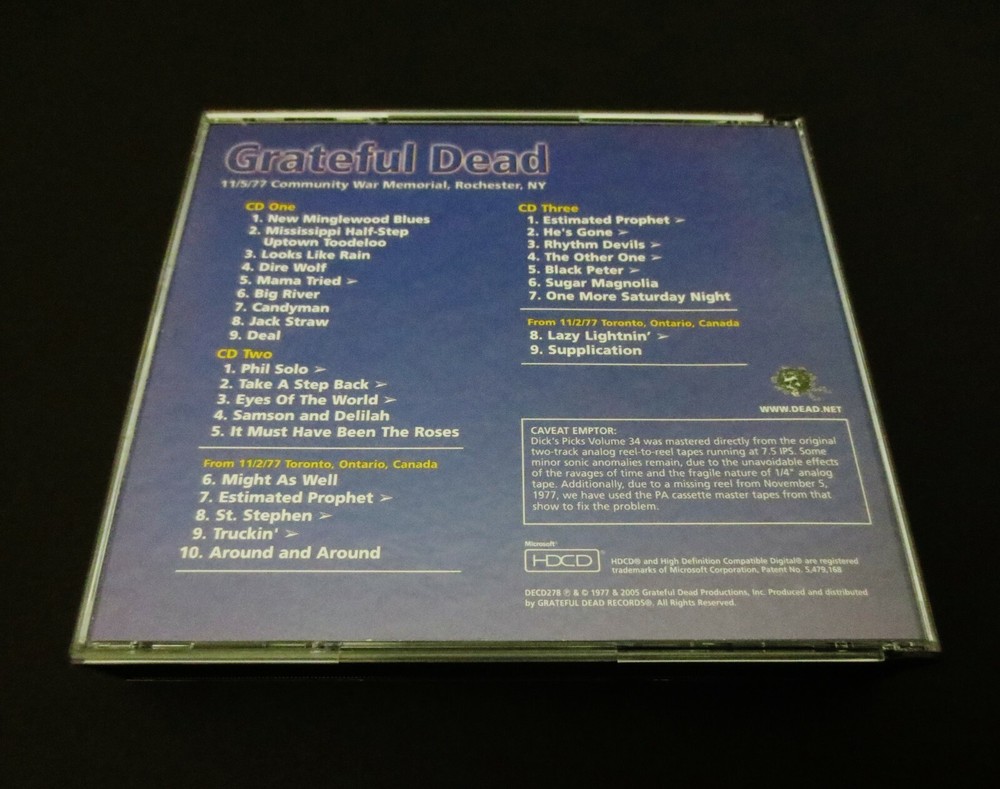 Grateful Dead
11/5/77 Community War Memorial, Rochester, NY
CD One
1. New Minglewood Blues
2. Mississippi Half-Step
Uptown Toodeloo
3. Looks Like Rain
4. Dire Wolf
5. Mama Tried ➢
6. Big River
7. Candyman
8. Jack Straw
9. Deal
CD Two
1. Phil Solo ➢
2. Take A Step Back ➢
3. Eyes Of The World ➢
4. Samson and Delilah
5. It Must Have Been The Roses
From 11/2/77 Toronto, Ontario, Canada
6. Might As Well
7. Estimated Prophet ➢
8. St. Stephen ➢
9. Truckin' ➢
10. Around and Around
CD Three
1. Estimated Prophet ➢
2. He's Gone ➢
3. Rhythm Devils ➢
4. The Other One ➢
5. Black Peter ➢
6. Sugar Magnolia
7. One More Saturday Night
From 11/2/77 Toronto, Ontario, Canada
8. Lazy Lightnin' ➢
9. Supplication
WWW.DEAD.NET
CAVEAT EMPTOR:
Dick's Picks Volume 34 was mastered directly from the original
two-track analog reel-to-reel tapes running at 7.5 IPS. Some
minor sonic anomalies remain, due to the unavoidable effects
of the ravages of time and the fragile nature of 1/4" analog
tape. Additionally, due to a missing reel from November 5,
1977, we have used the PA cassette master tapes from that
show to fix the problem.
Microsoft®
HDCD®
HDCD® and High Definition Compatible Digital® are registered
trademarks of Microsoft Corporation, Patent No. 5,479,168
DECD278 ℗ & © 1977 & 2005 Grateful Dead Productions, Inc. Produced and distributed
by GRATEFUL DEAD RECORDS®. All Rights Reserved.